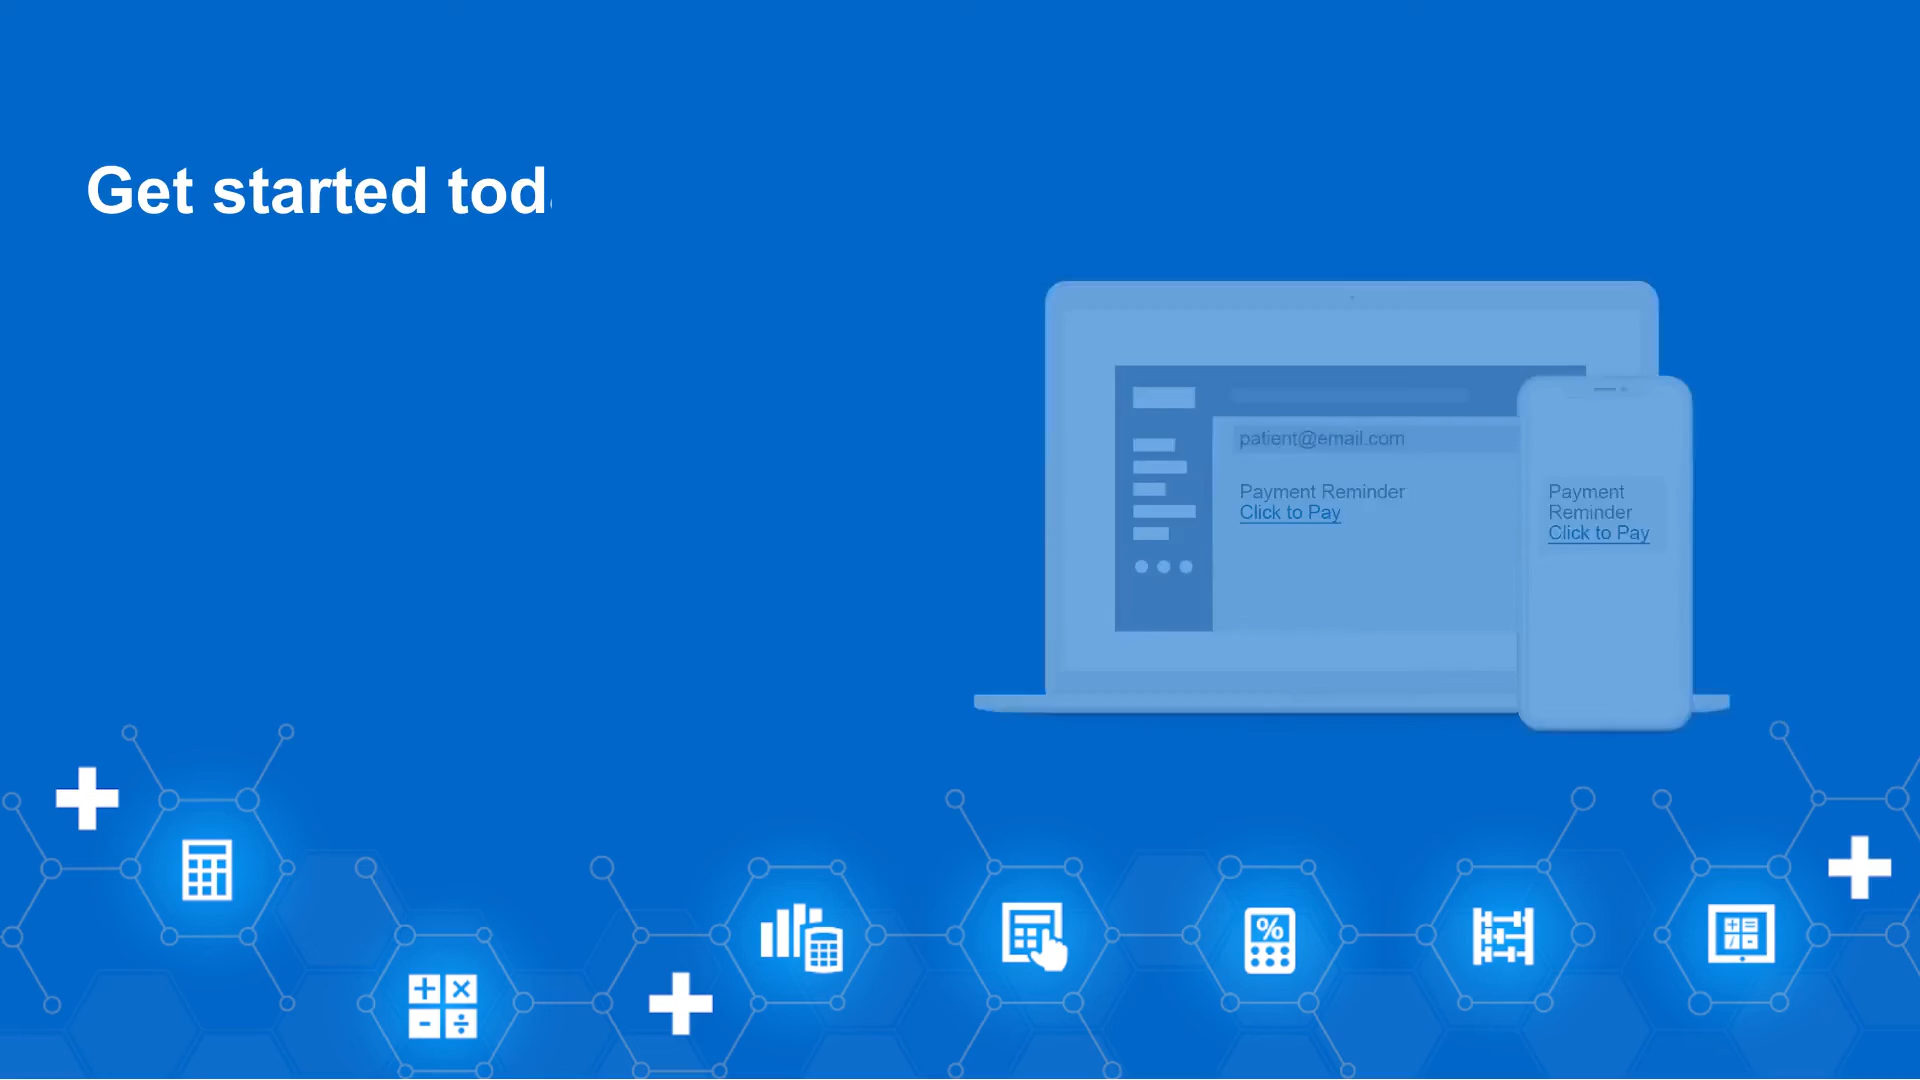 Get started tod
patient@email.com
Payment Reminder
Click to Pay
Payment
Reminder
Click to Pay
%